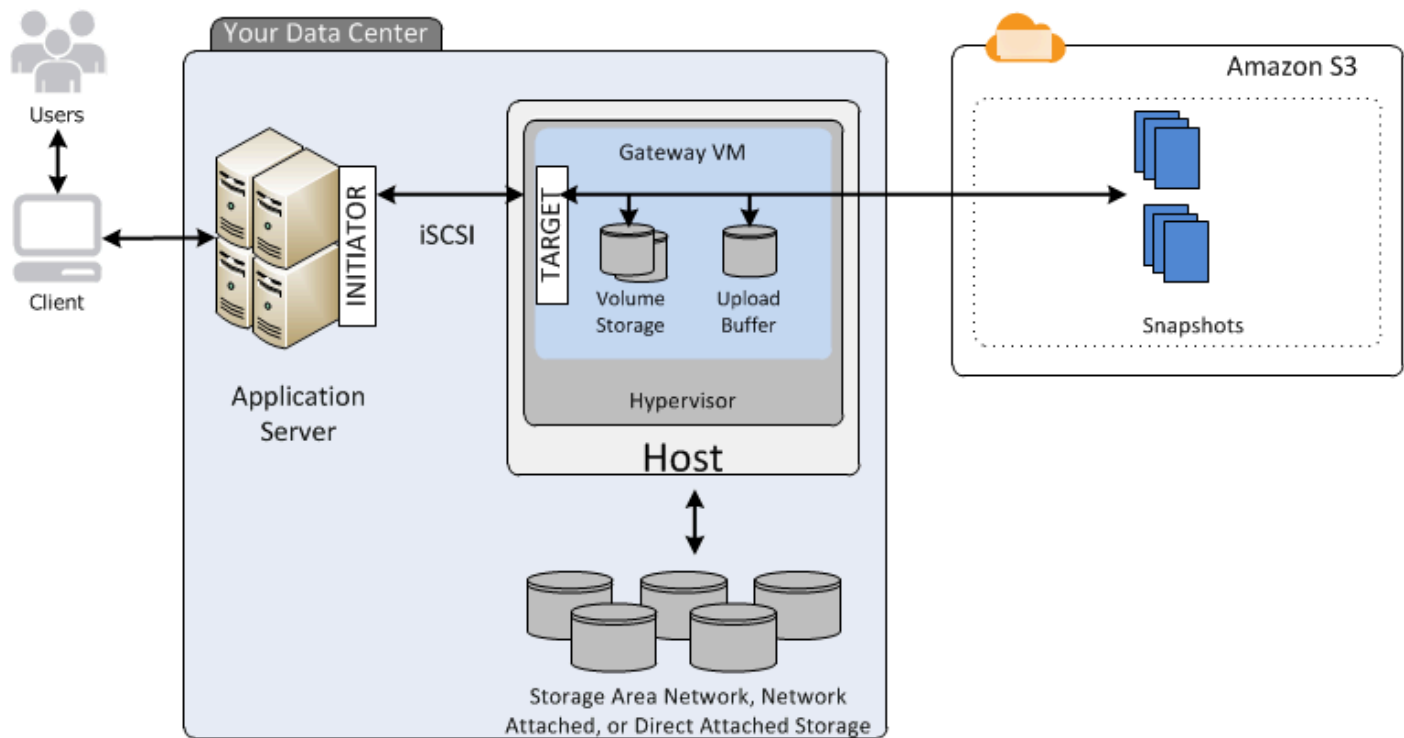 Your Data Center
Users
Client
INITIATOR
Application
Server
iSCSI
TARGET
Gateway VM
Volume
Storage
Upload
Buffer
Hypervisor
Host
Storage Area Network, Network
Attached, or Direct Attached Storage
Amazon S3
Snapshots